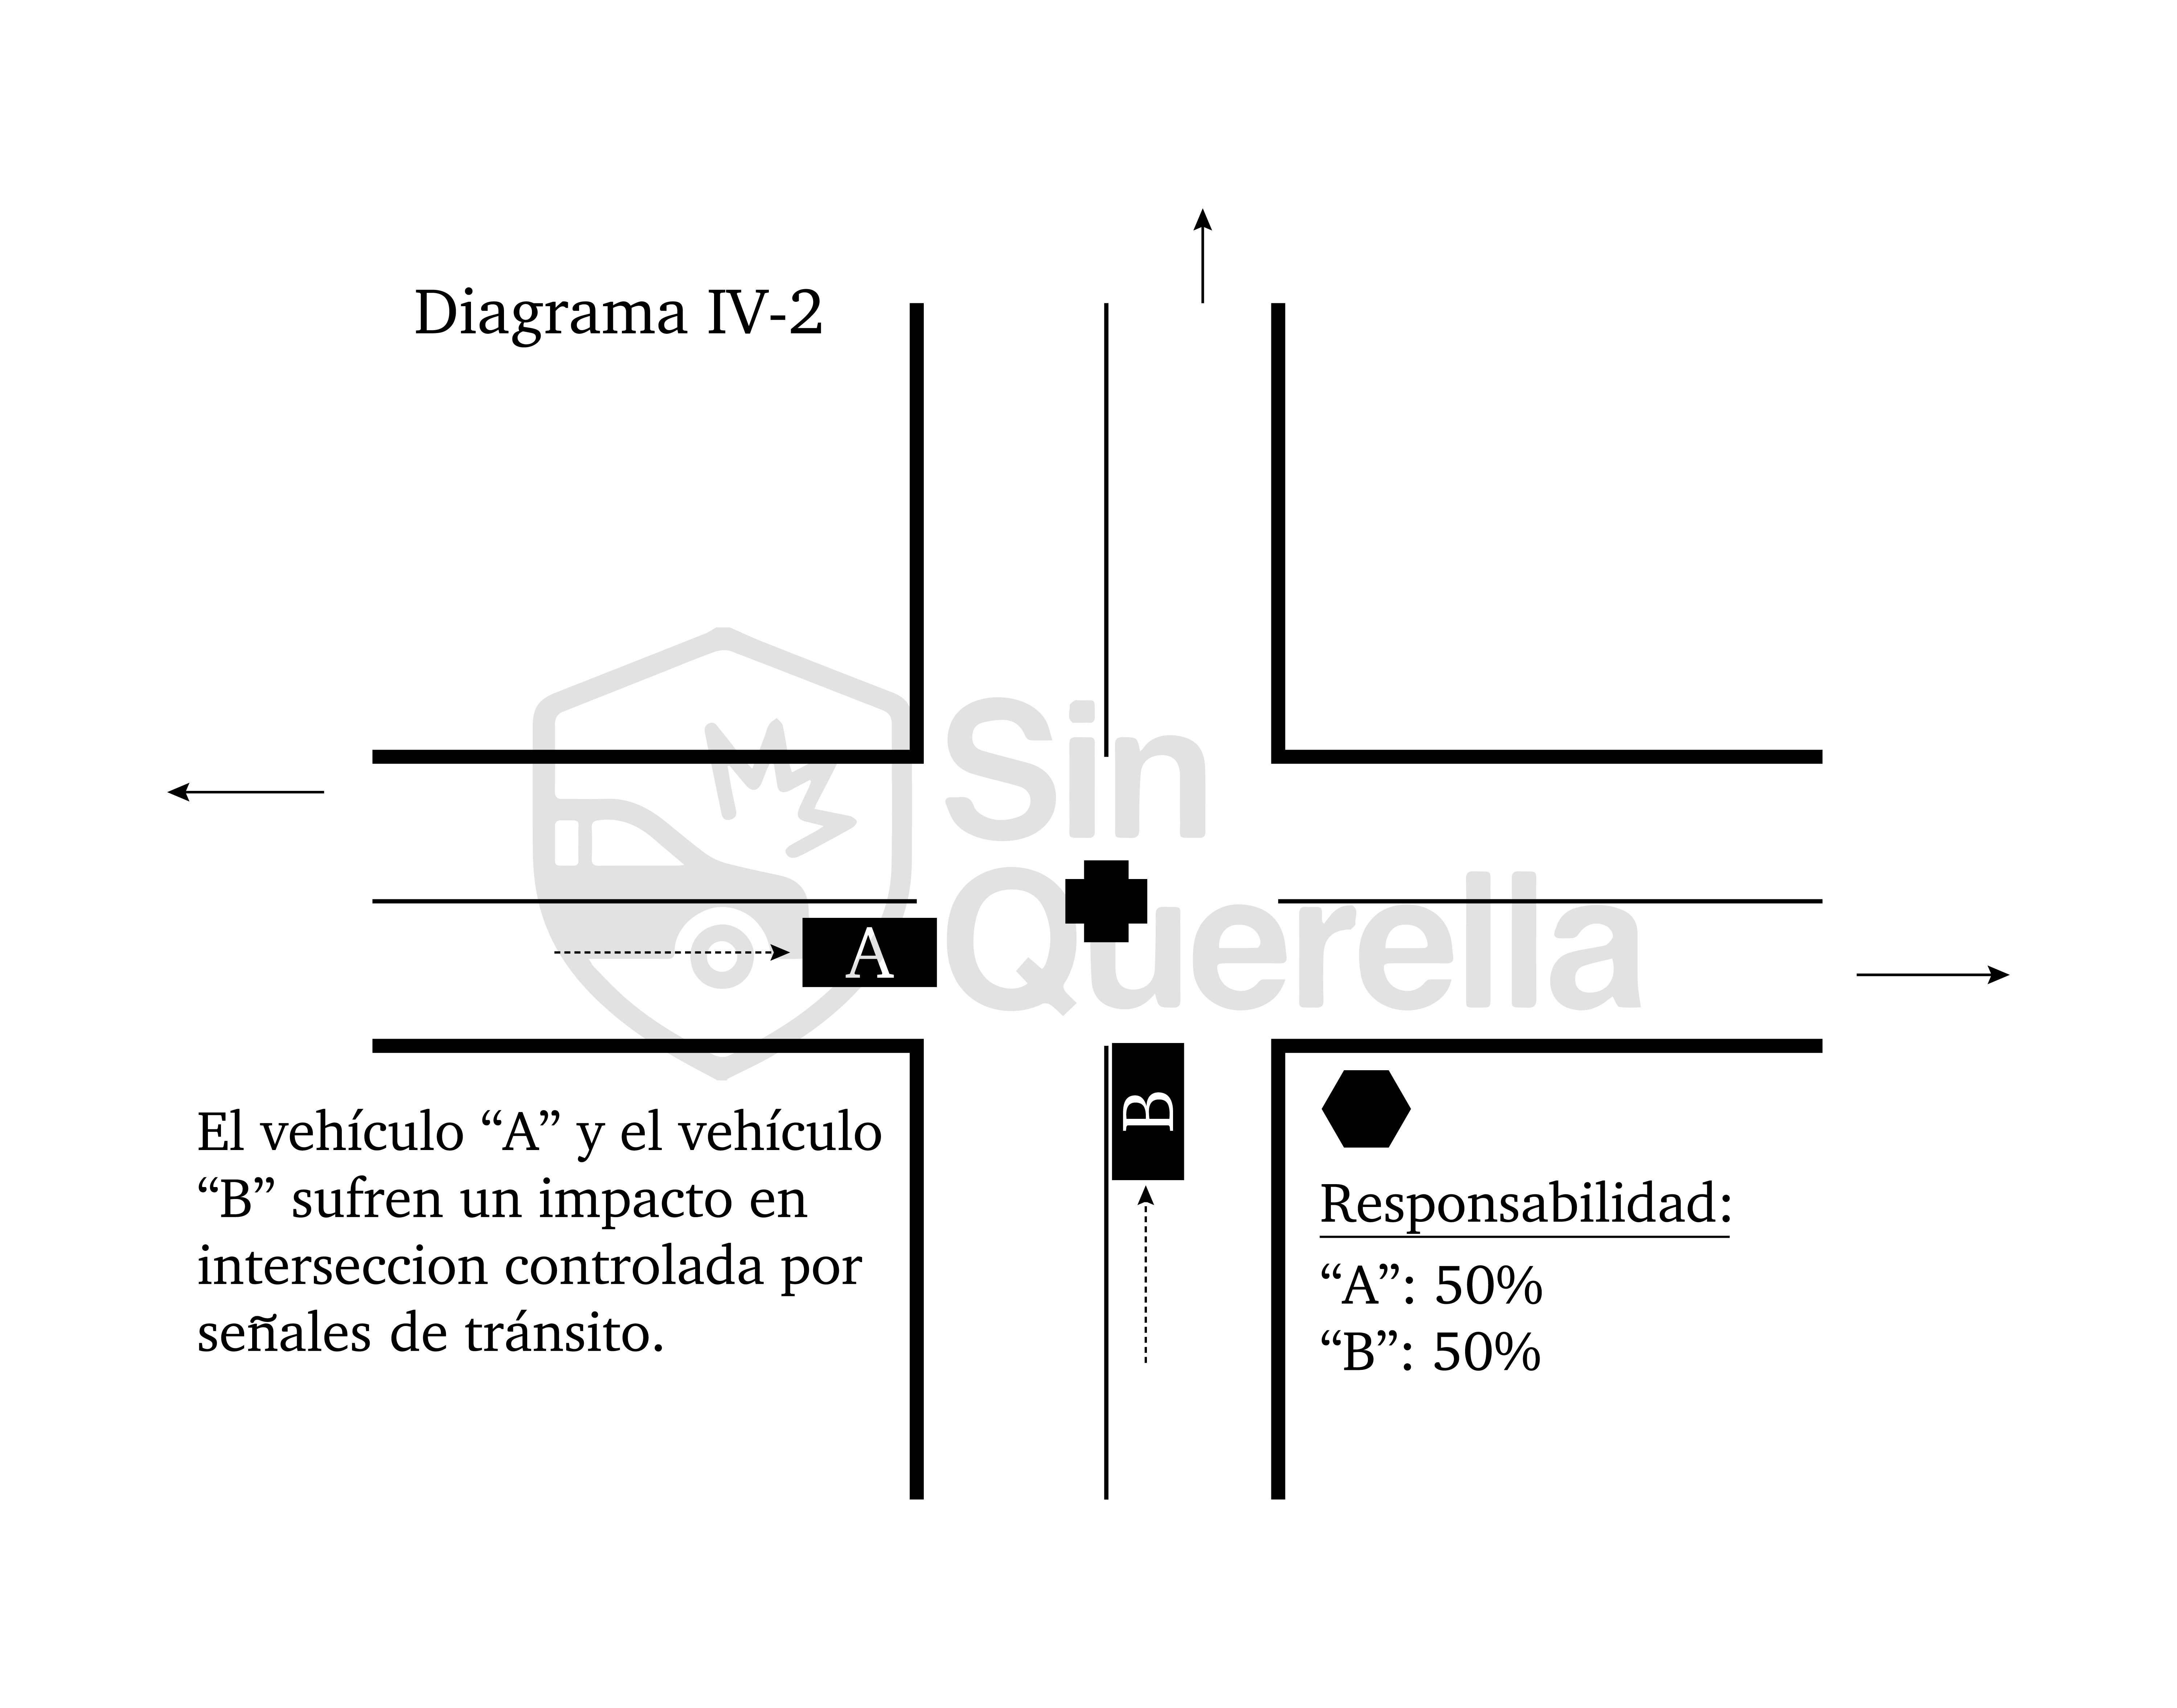 Diagrama IV-2
Sin
Querella
A
B
El vehículo “A” y el vehículo
“B” sufren un impacto en
interseccion controlada por
señales de tránsito.
Responsabilidad:
“A”: 50%
“B”: 50%